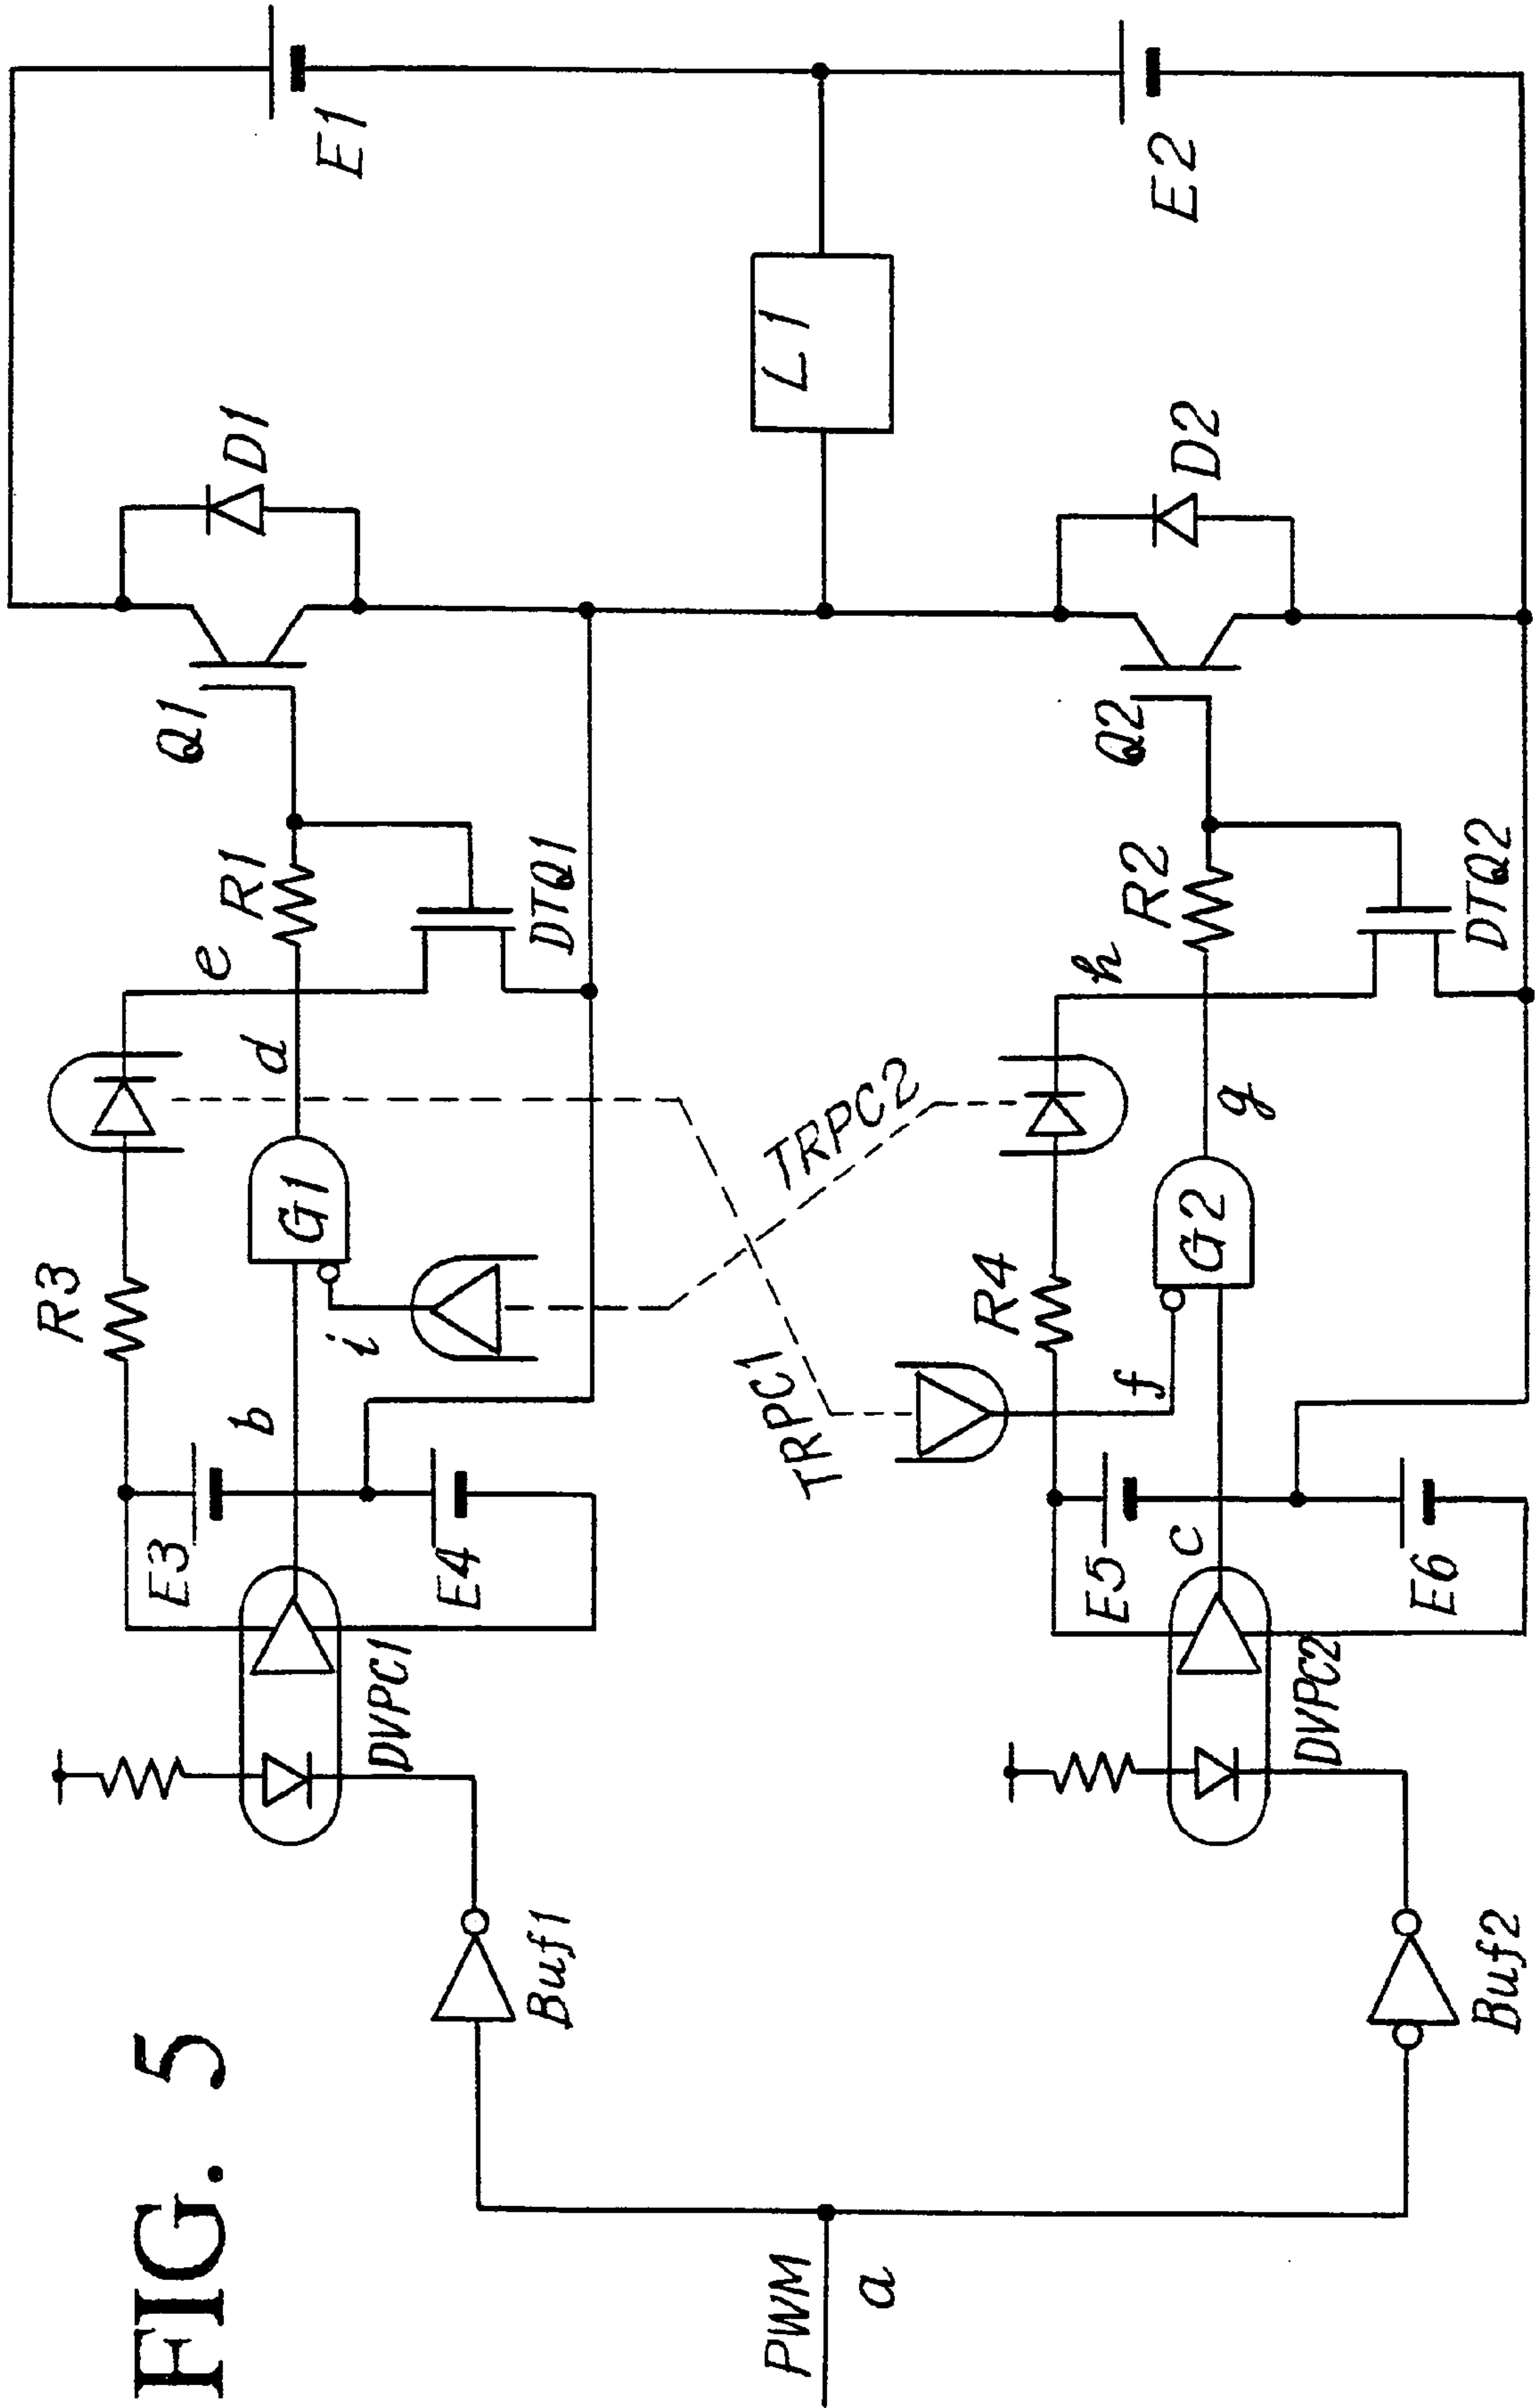 FIG. 5
PWM
a
Buf1
Buf2
DVPC1
DVPC2
E3
E4
E5
E6
b
c
R3
R4
i
f
G1
G2
TRPC1
TRPC2
d
e
g
h
R1
R2
DTQ1
DTQ2
Q1
Q2
D1
D2
L1
E1
E2